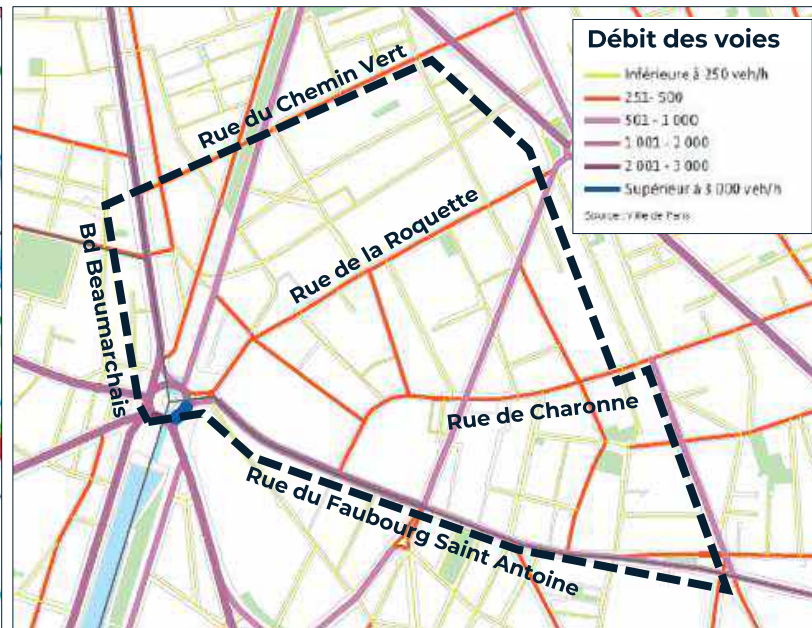 Débit des voies
Inférieure à 250 veh/h
251- 500
501 - 1 000
1 001 - 2 000
2 001 - 3 000
Supérieur à 3 000 veh/h
Source : Ville de Paris
Rue du Chemin Vert
Bd Beaumarchais
Rue de la Roquette
Rue de Charonne
Rue du Faubourg Saint Antoine